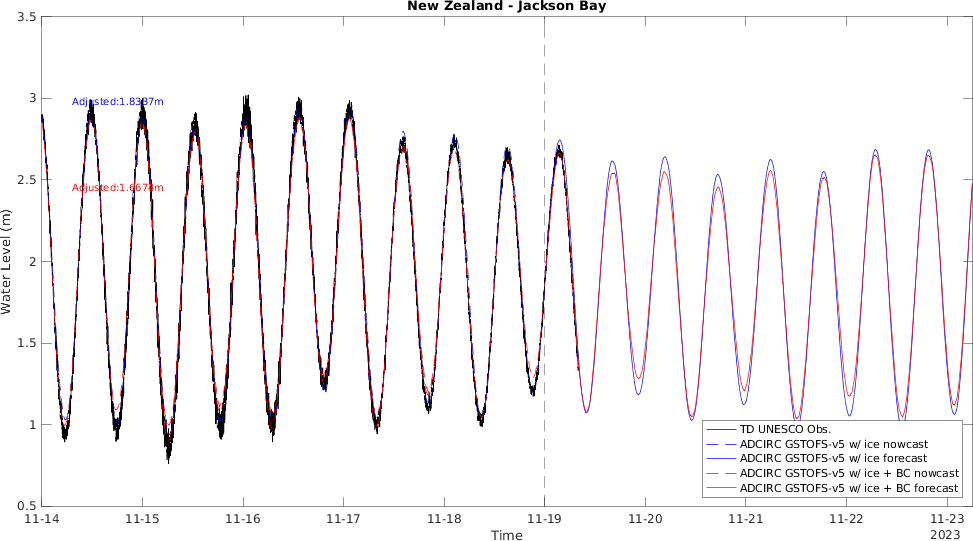 New Zealand - Jackson Bay
3.5
3
2.5
2
1.5
1
0.5
Water Level (m)
Adjusted:1.8387m
Adjusted:1.6674m
TD UNESCO Obs.
ADCIRC GSTOFS-v5 w/ ice nowcast
ADCIRC GSTOFS-v5 w/ ice forecast
ADCIRC GSTOFS-v5 w/ ice + BC nowcast
ADCIRC GSTOFS-v5 w/ ice + BC forecast
11-14 11-15 11-16 11-17 11-18 11-19 11-20 11-21 11-22 11-23
Time
2023